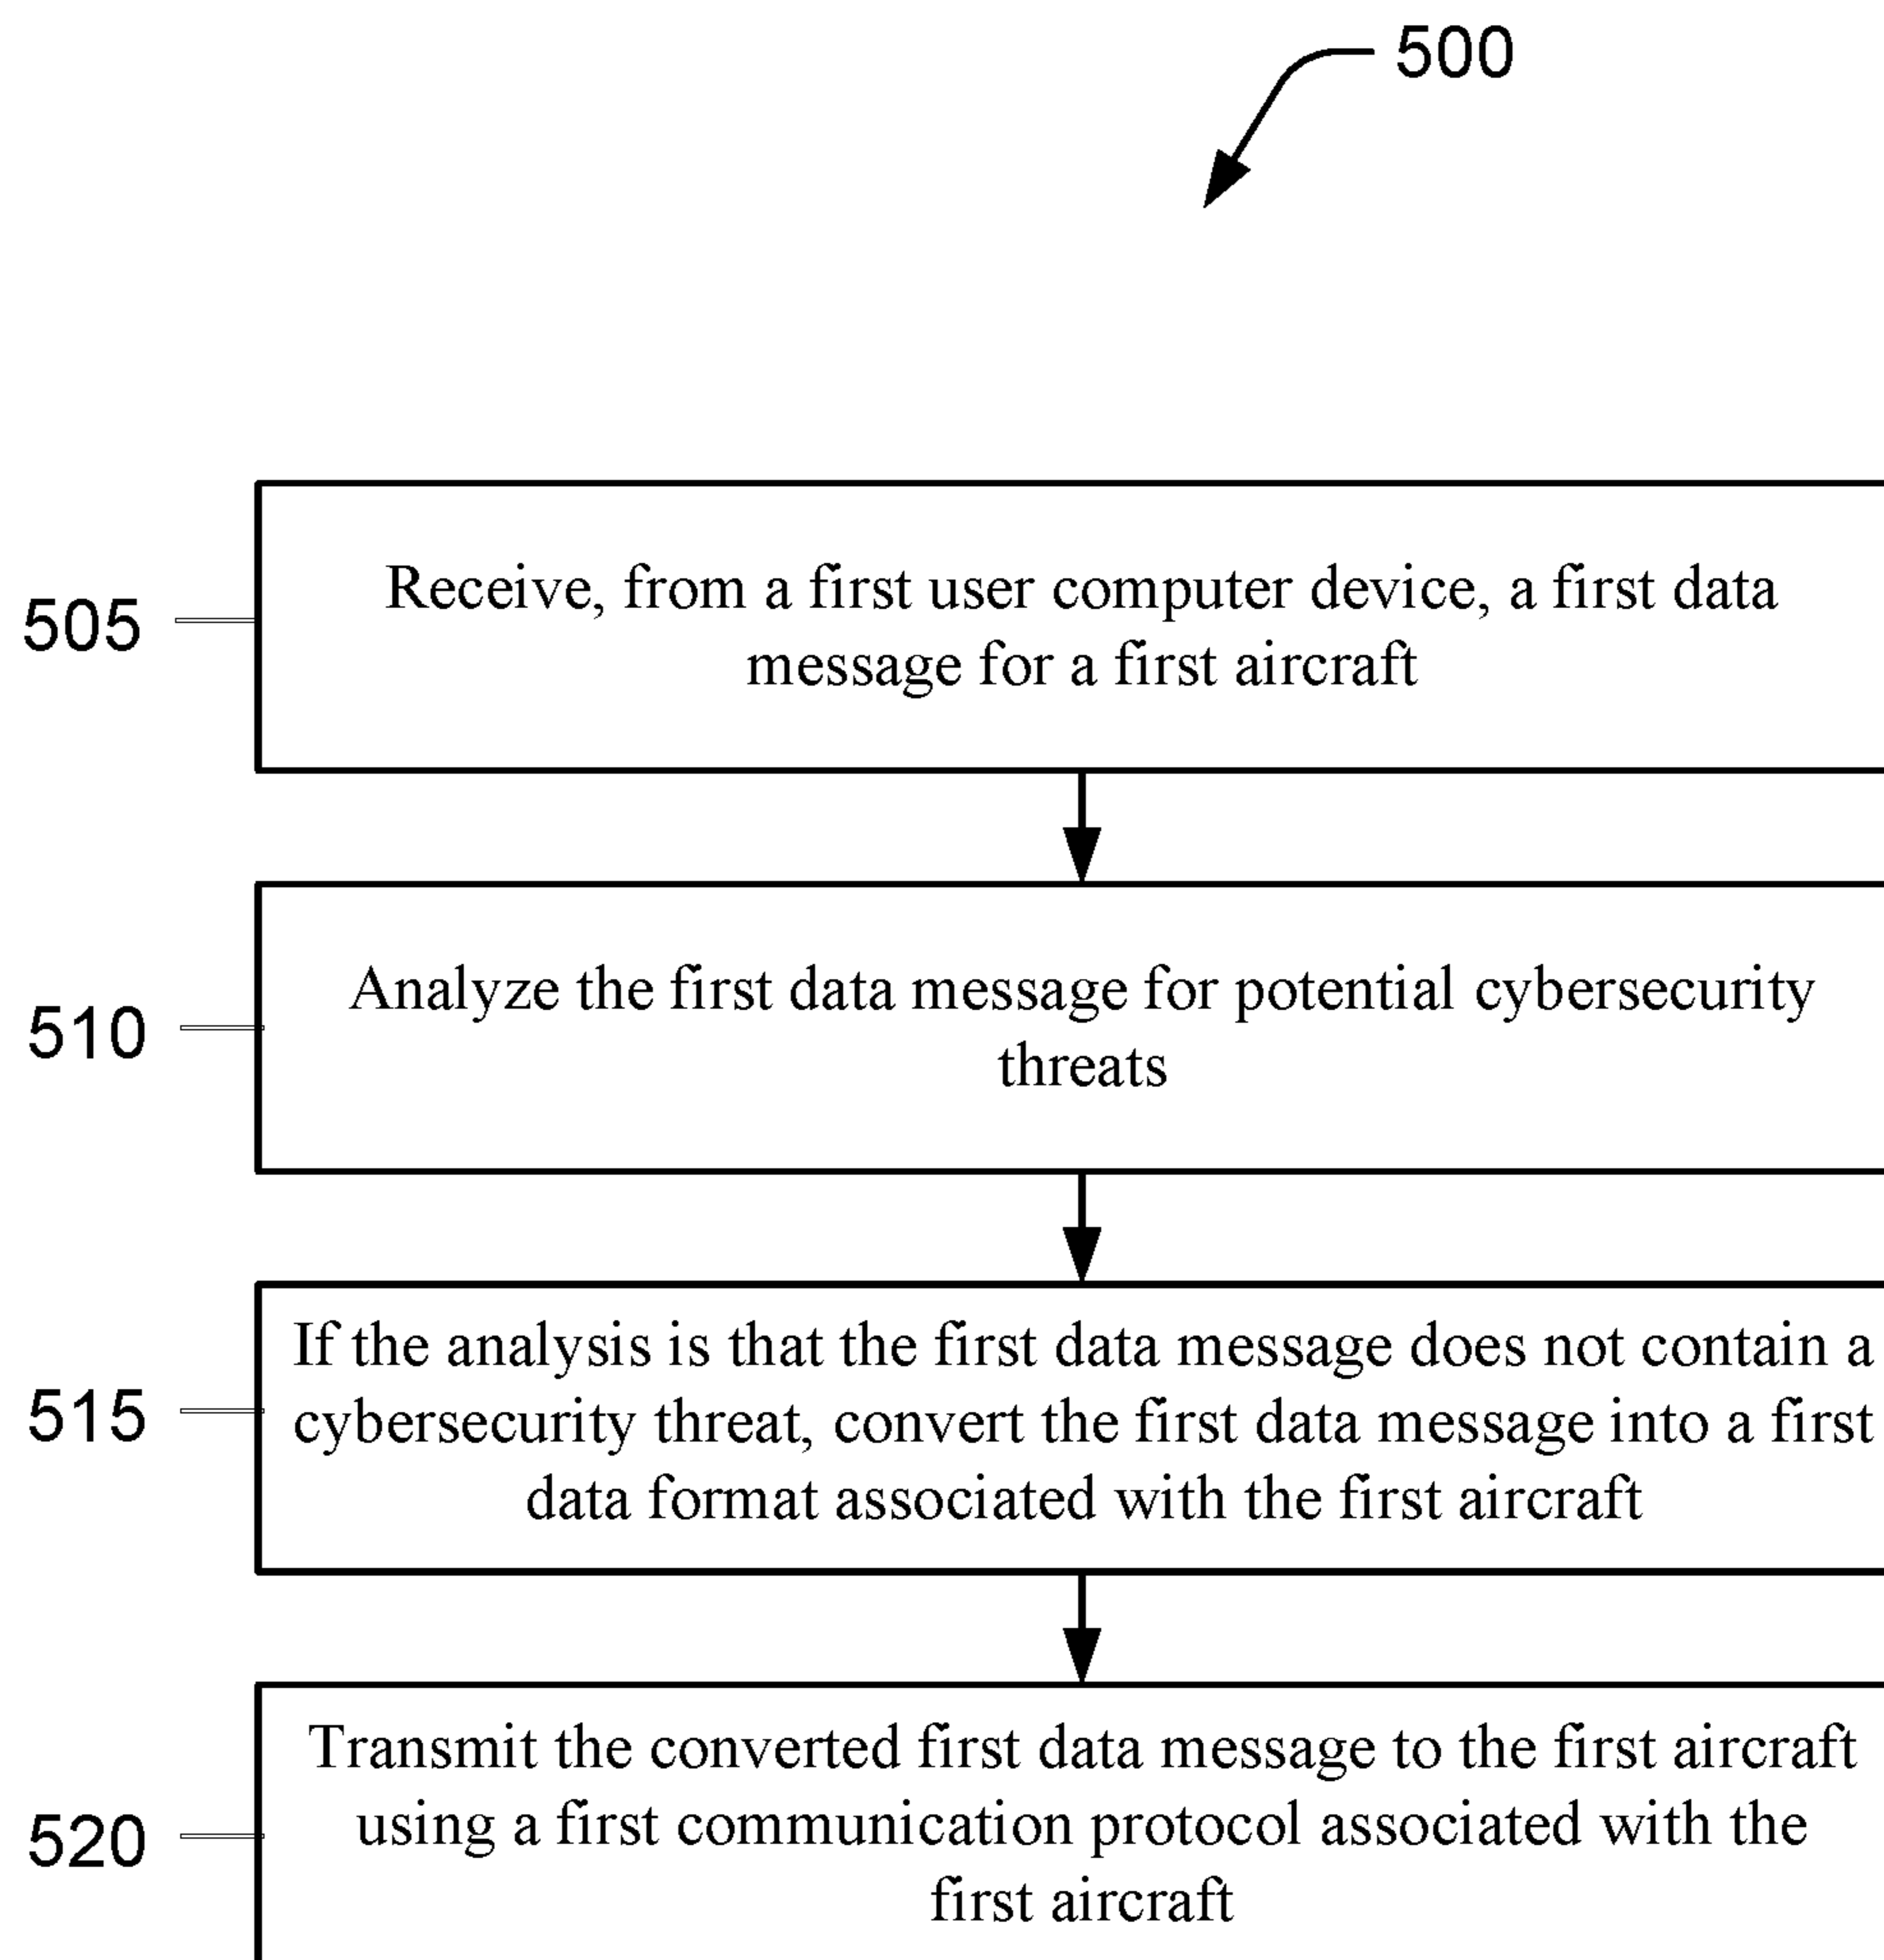 500
505
Receive, from a first user computer device, a first data
message for a first aircraft
510
Analyze the first data message for potential cybersecurity
threats
515
If the analysis is that the first data message does not contain a
cybersecurity threat, convert the first data message into a first
data format associated with the first aircraft
520
Transmit the converted first data message to the first aircraft
using a first communication protocol associated with the
first aircraft